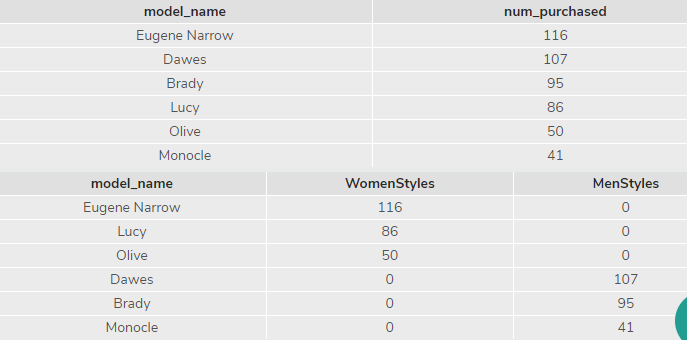 model_name num_purchased
Eugene Narrow 116
Dawes 107
Brady 95
Lucy 86
Olive 50
Monocle 41
model_name WomenStyles MenStyles
Eugene Narrow 116 0
Lucy 86 0
Olive 50 0
Dawes 0 107
Brady 0 95
Monocle 0 41